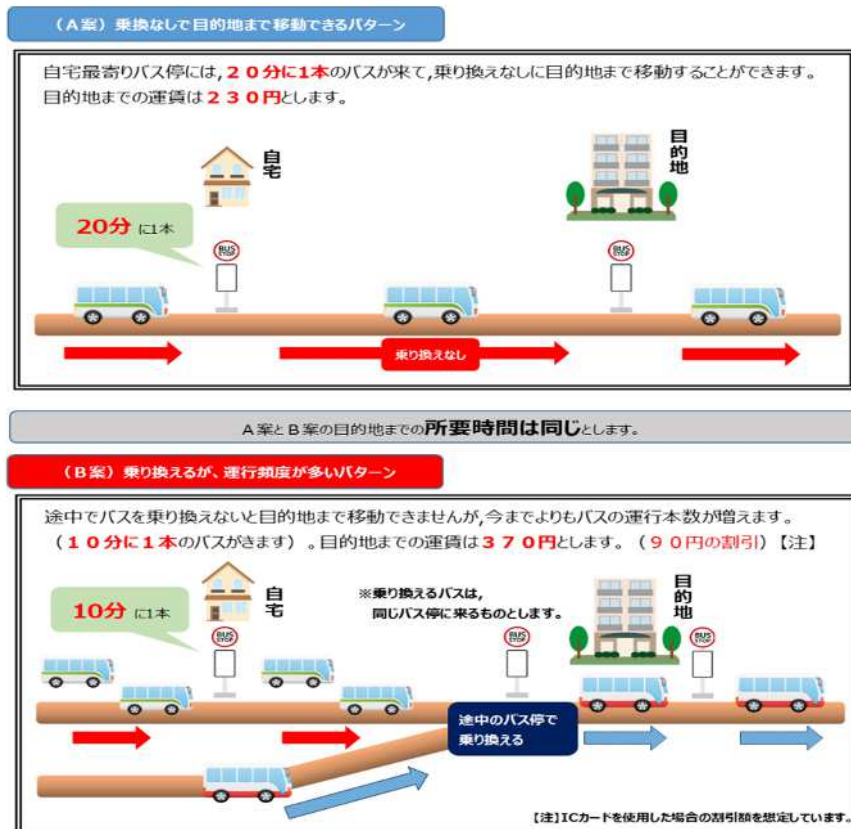 （A案）乗換なしで目的地まで移動できるパターン
自宅最寄りバス停には,２０分に1本のバスが来て,乗り換えなしに目的地まで移動することができます。
目的地までの運賃は２３０円とします。
自宅
目的地
20分 に1本
BUS STOP
BUS STOP
乗り換えなし
A案とB案の目的地までの所要時間は同じとします。
（B案）乗り換えるが、運行頻度が多いパターン
途中でバスを乗り換えないと目的地まで移動できませんが,今までよりもバスの運行本数が増えます。
（１０分に１本のバスがきます）。目的地までの運賃は３７０円とします。（９０円の割引）【注】
自宅
※乗り換えるバスは,
同じバス停に来るものとします。
目的地
10分 に1本
BUS STOP
BUS STOP
BUS STOP
途中のバス停で
乗り換える
【注】ICカードを使用した場合の割引額を想定しています。